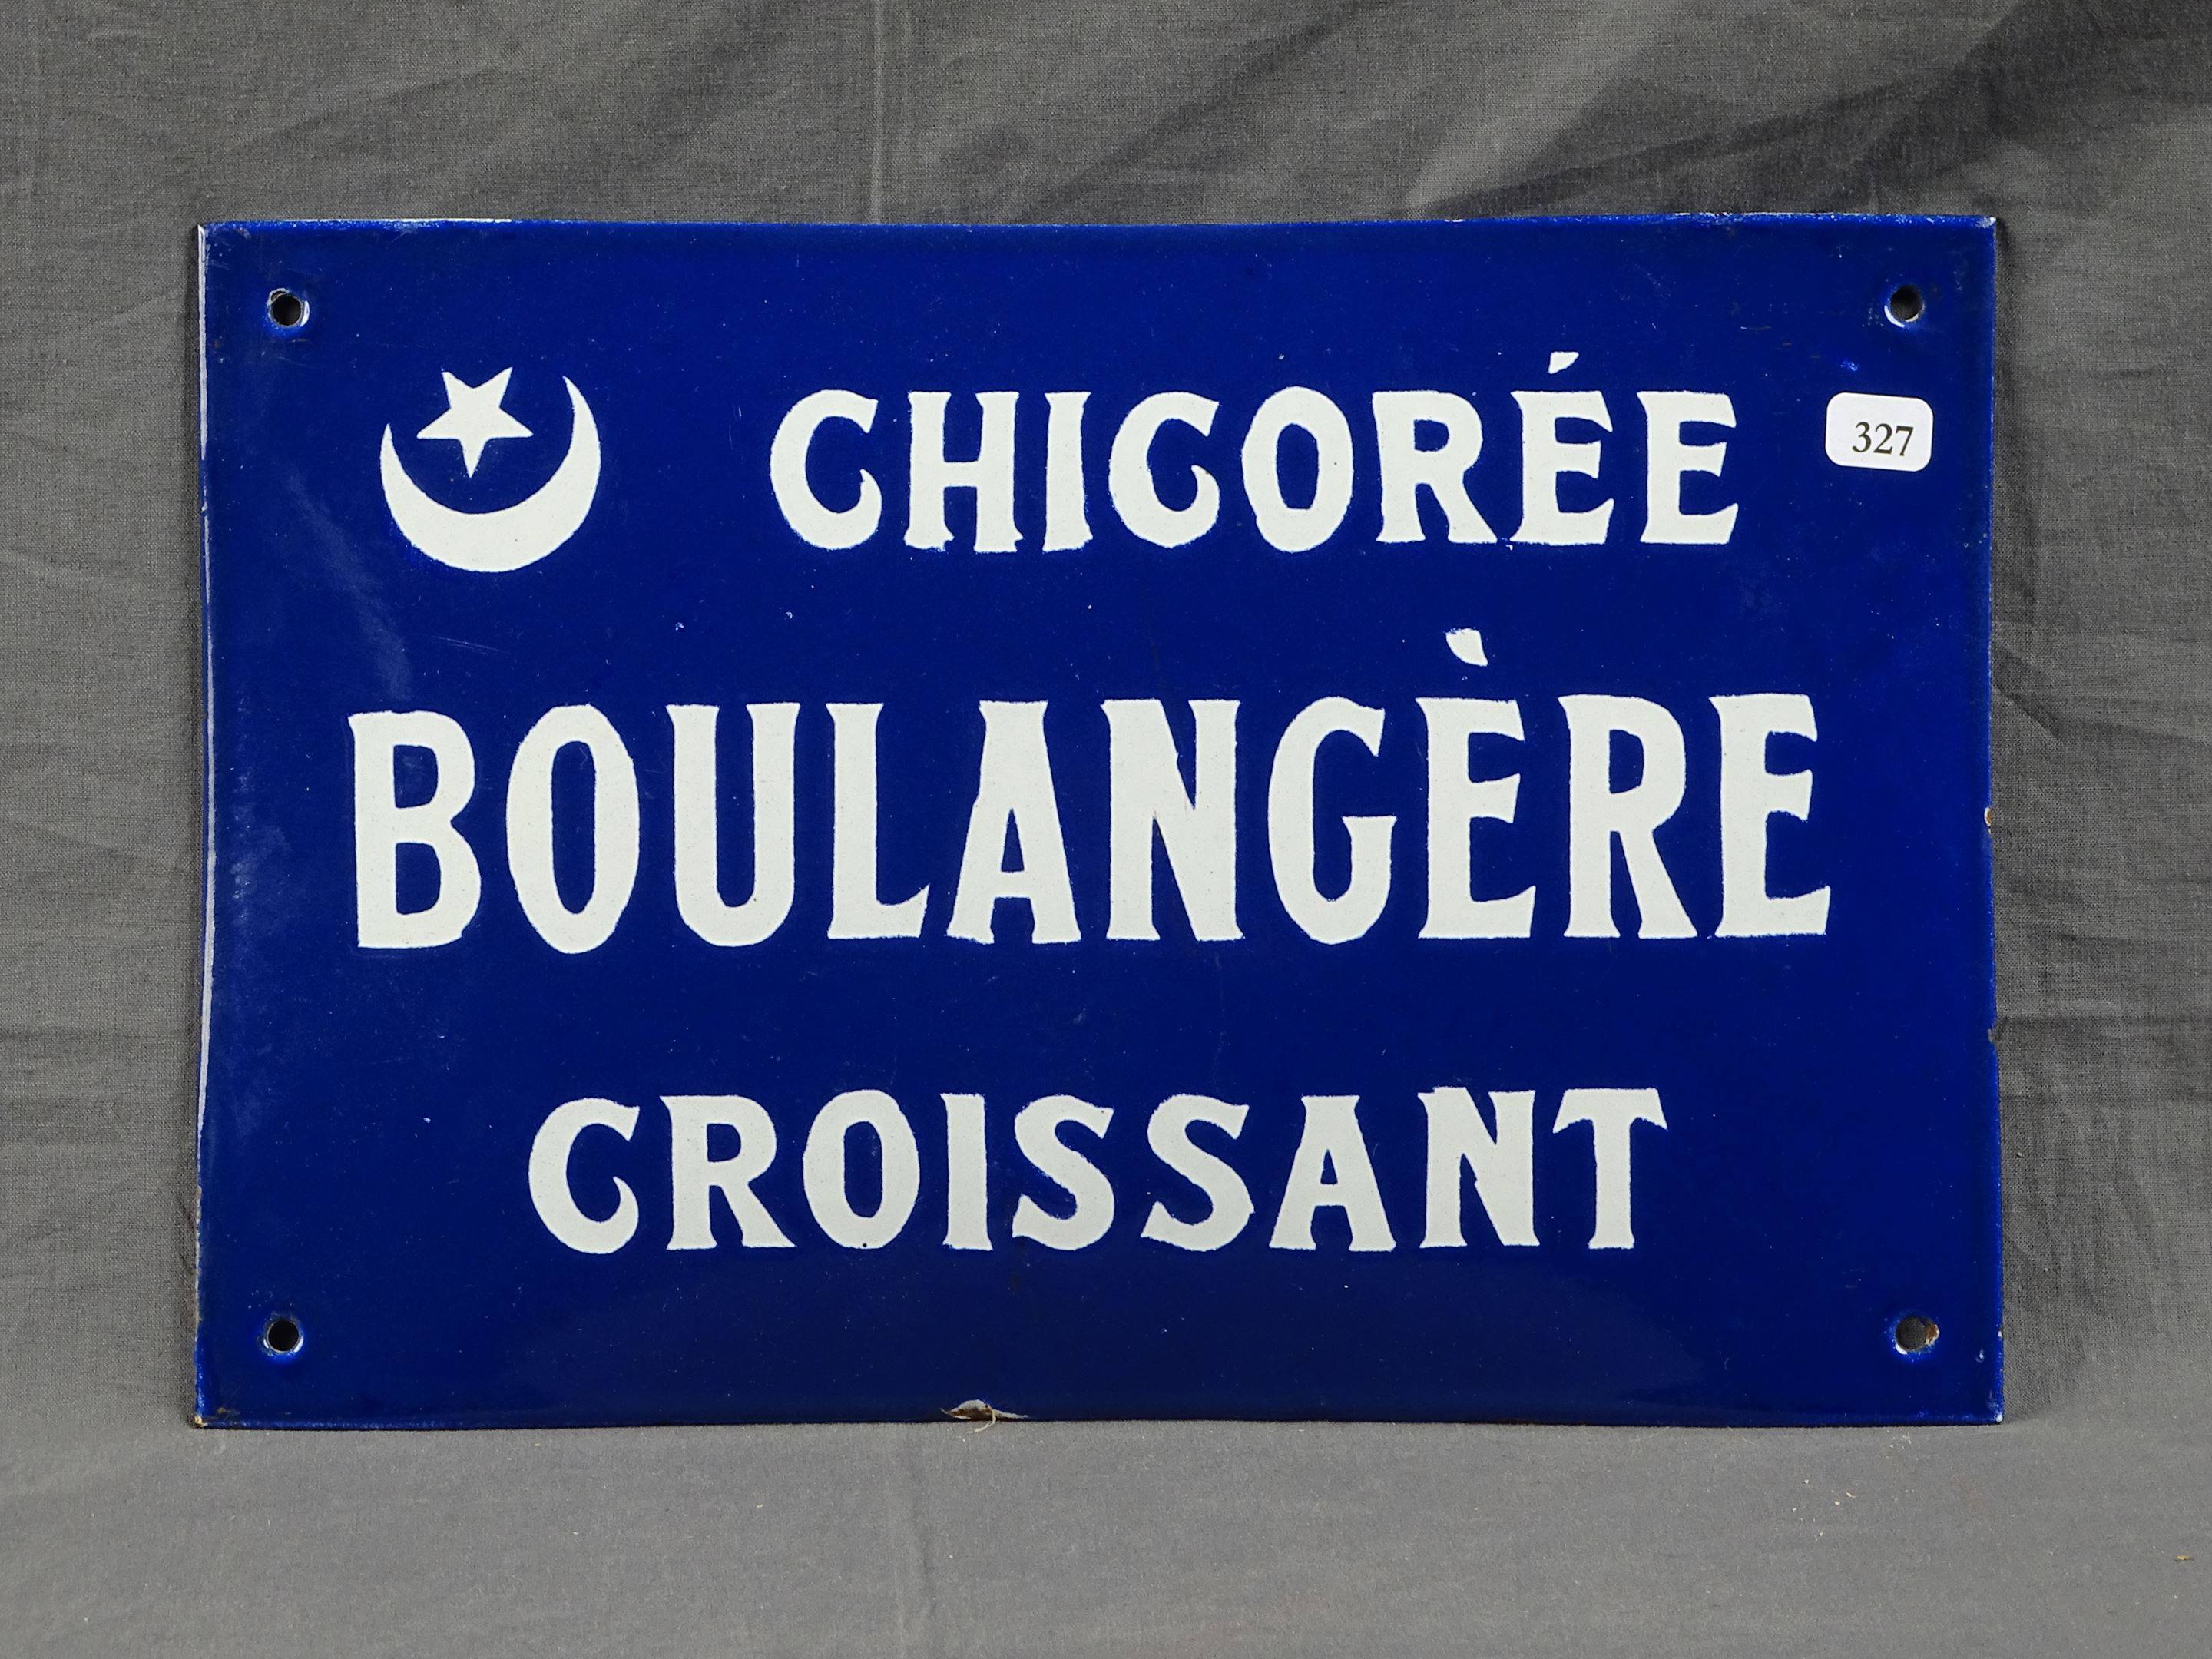 CHICORÉE
327
BOULANGÈRE
CROISSANT